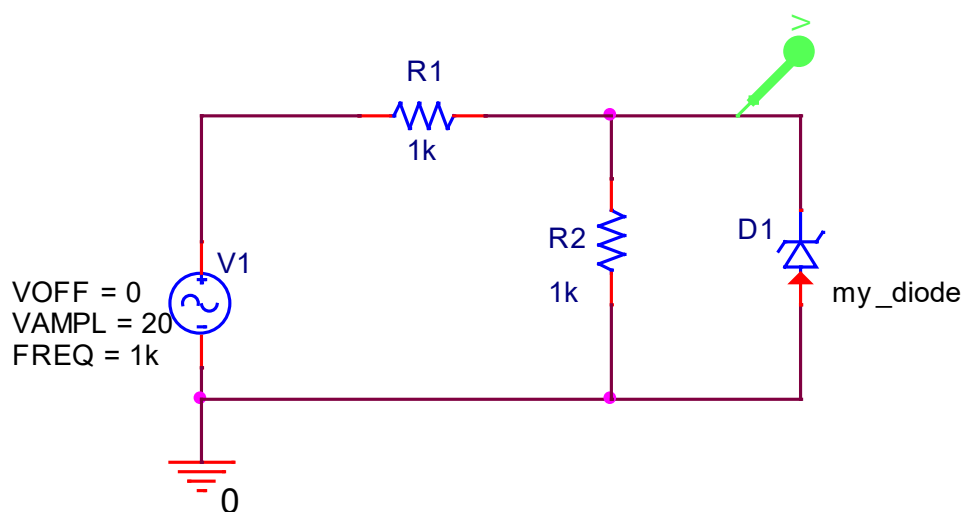 V
R1
1k
V1
VOFF = 0
VAMPL = 20
FREQ = 1k
R2
1k
D1
my_diode
0